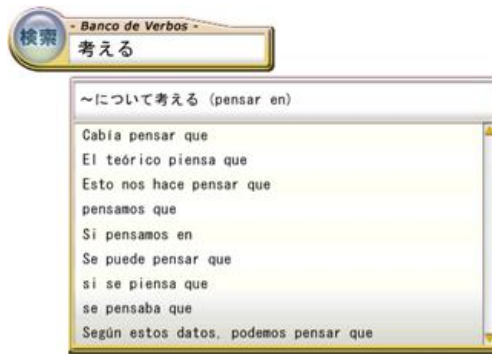 検索
- Banco de Verbos -
考える
~について考える (pensar en)
Cabía pensar que
El teórico piensa que
Esto nos hace pensar que
pensamos que
Si pensamos en
Se puede pensar que
si se piensa que
se pensaba que
Según estos datos, podemos pensar que